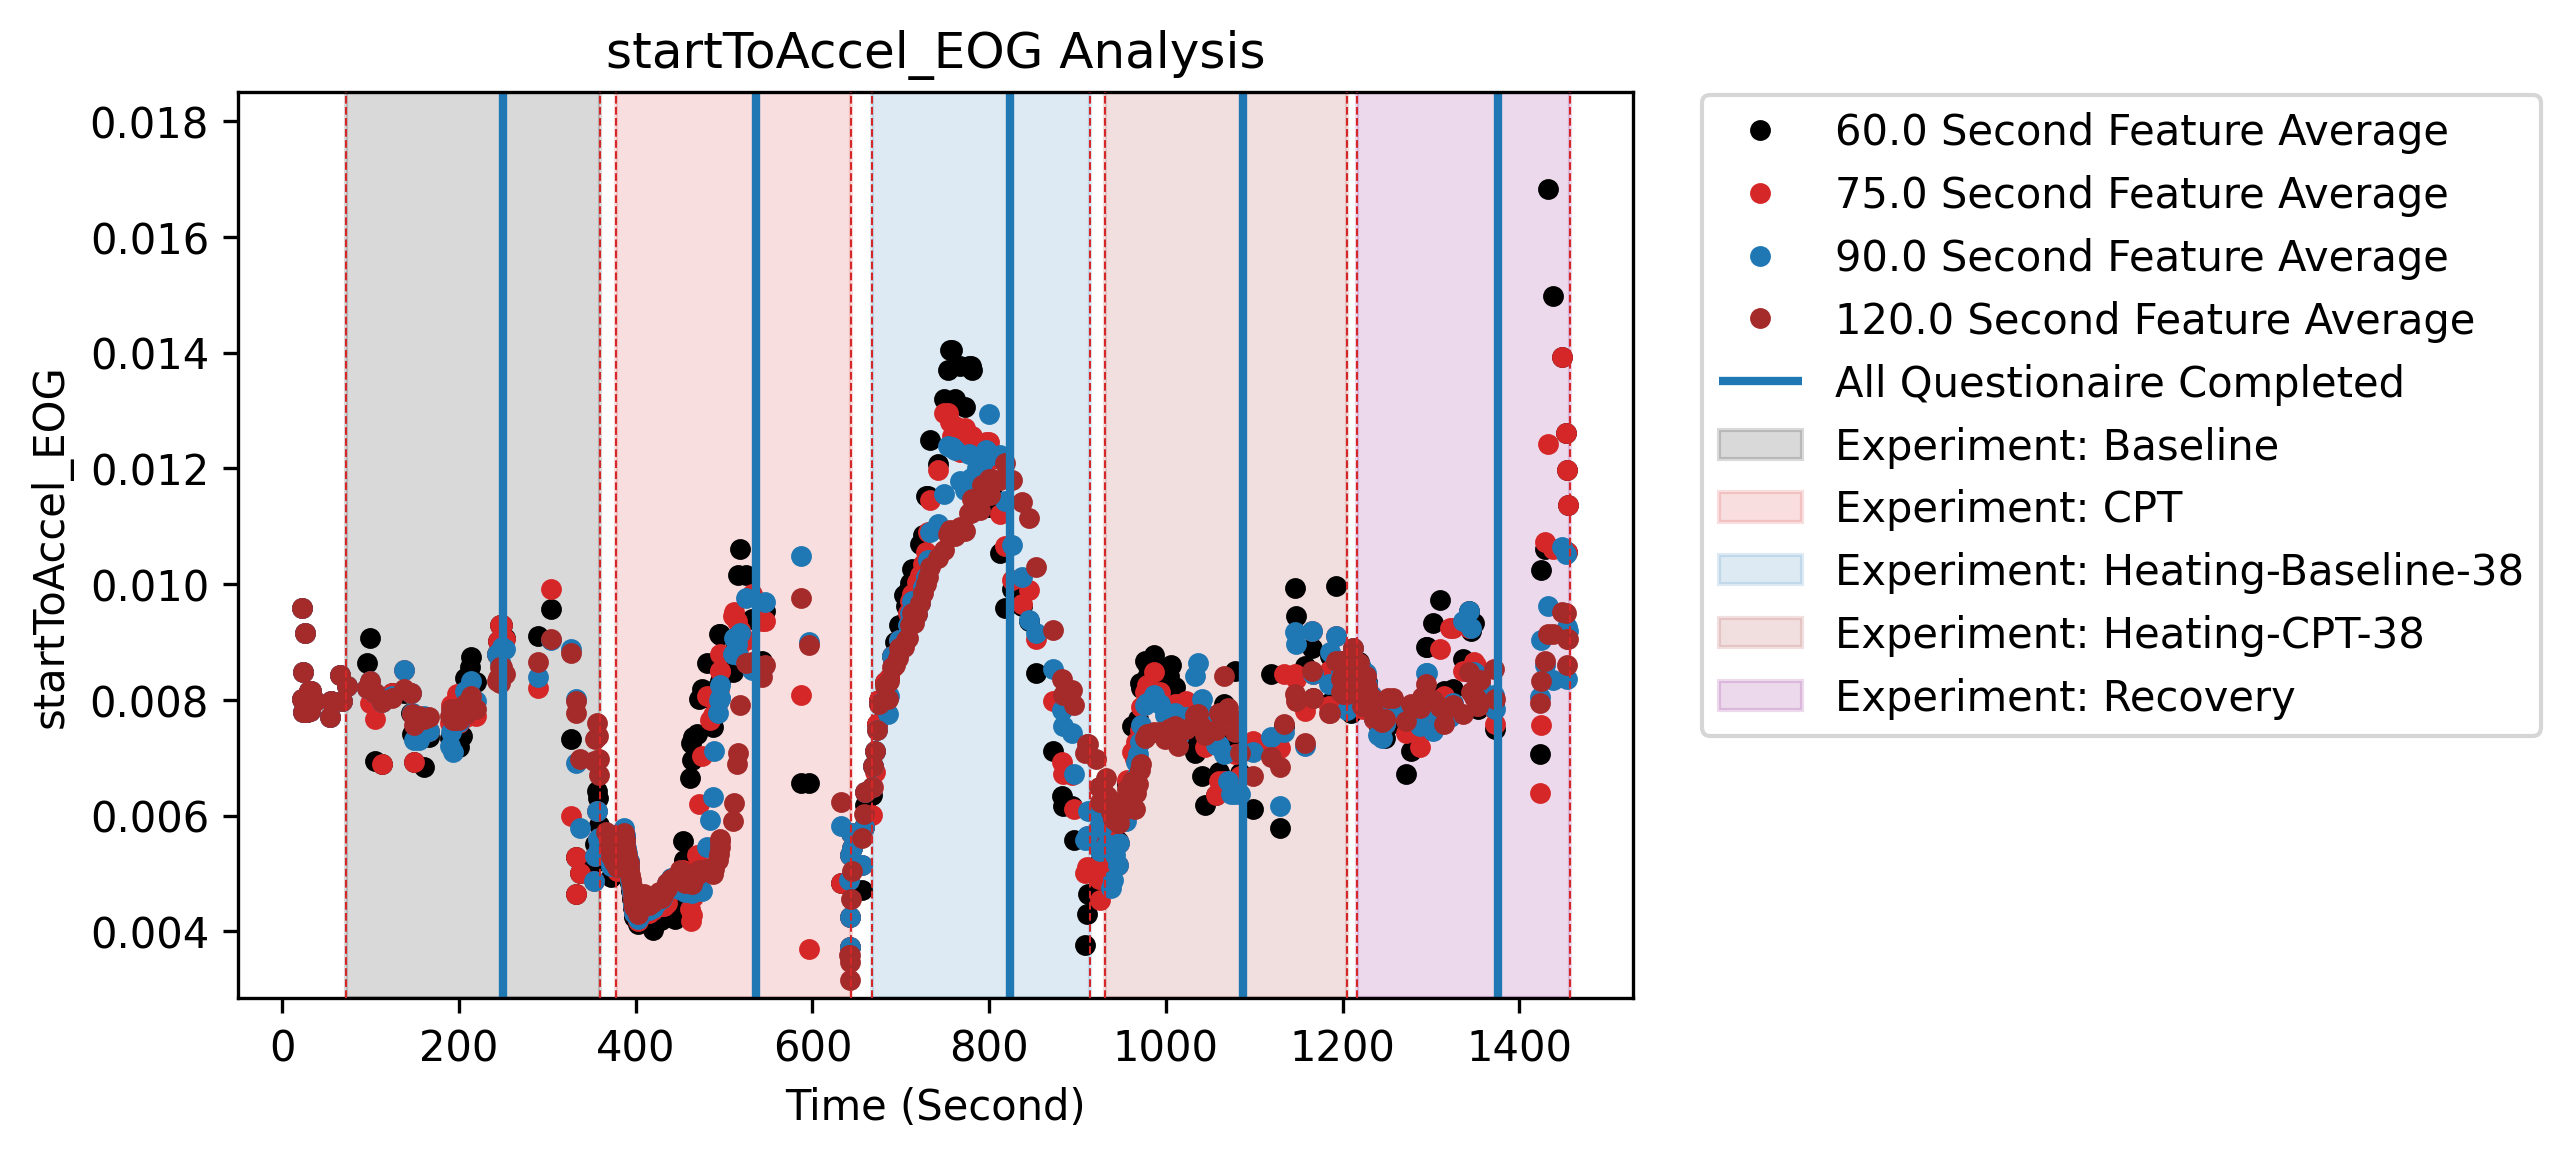 startToAccel_EOG Analysis
startToAccel_EOG
0.018
0.016
0.014
0.012
0.010
0.008
0.006
0.004
0 200 400 600 800 1000 1200 1400
Time (Second)
60.0 Second Feature Average
75.0 Second Feature Average
90.0 Second Feature Average
120.0 Second Feature Average
All Questionaire Completed
Experiment: Baseline
Experiment: CPT
Experiment: Heating-Baseline-38
Experiment: Heating-CPT-38
Experiment: Recovery